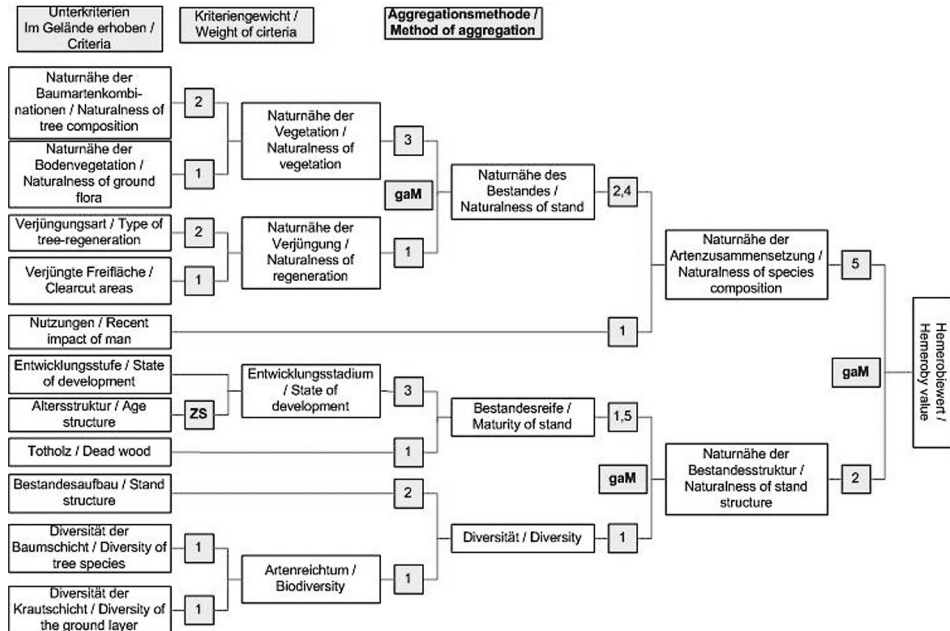 Unterkriterien
Im Gelände erhoben /
Criteria
Kriteriengewicht /
Weight of cirteria
Aggregationsmethode /
Method of aggregation
Naturnähe der
Baumartenkombi-
nationen / Naturalness of
tree composition
2
Naturnähe der
Bodenvegetation /
Naturalness of ground
flora
1
Naturnähe der
Vegetation /
Naturalness of
vegetation
3
Verjüngungsart / Type of
tree-regeneration
2
Verjüngte Freifläche /
Clearcut areas
1
Naturnähe der
Verjüngung /
Naturalness of
regeneration
1
gaM
Naturnähe des
Bestandes /
Naturalness of stand
2,4
Nutzungen / Recent
impact of man
1
Naturnähe der
Artenzusammensetzung /
Naturalness of species
composition
5
Entwicklungsstufe / State
of development
Altersstruktur / Age
structure
ZS
Entwicklungsstadium
/ State of
development
3
Totholz / Dead wood
1
Bestandesreife /
Maturity of stand
1,5
Bestandesaufbau / Stand
structure
2
Diversität der
Baumschicht / Diversity of
tree species
1
Diversität der
Krautschicht / Diversity of
the ground layer
1
Artenreichtum /
Biodiversity
1
Diversität / Diversity
1
gaM
Naturnähe der
Bestandesstruktur /
Naturalness of stand
structure
2
gaM
Hemerobiewert /
Hemeroby value